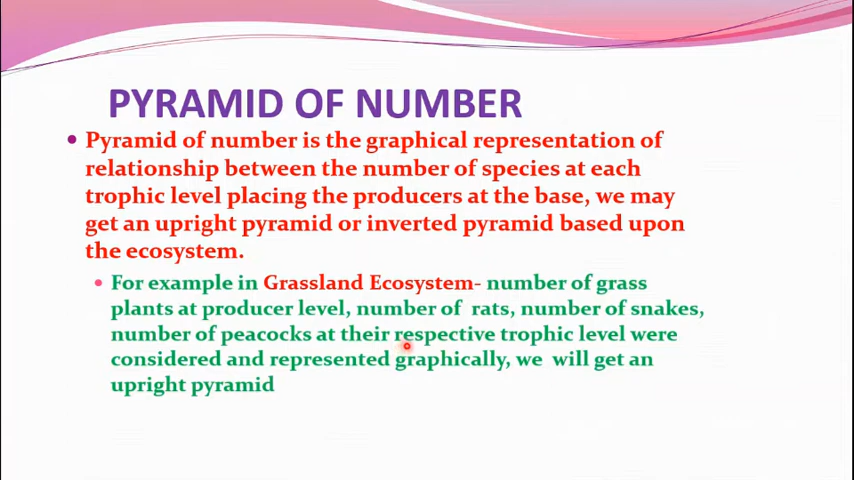 PYRAMID OF NUMBER
• Pyramid of number is the graphical representation of
relationship between the number of species at each
trophic level placing the producers at the base, we may
get an upright pyramid or inverted pyramid based upon
the ecosystem.
• For example in Grassland Ecosystem- number of grass
plants at producer level, number of rats, number of snakes,
number of peacocks at their respective trophic level were
considered and represented graphically, we will get an
upright pyramid